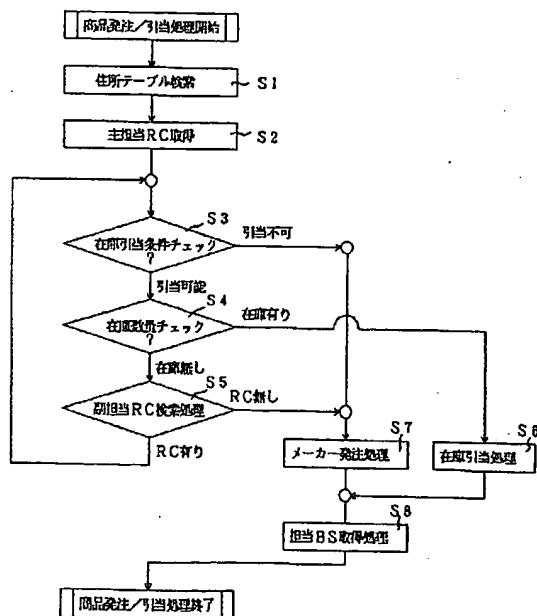 商品発注/引当処理開始
住所テーブル検索
S1
主担当RC取得
S2
S3
在庫引当条件チェック
?
引当不可
引当可能
S4
在庫数量チェック
?
在庫有り
在庫無し
S5
副担当RC検索処理
RC無し
RC有り
S7
メーカー発注処理
S6
在庫引当処理
S8
担当BS取得処理
商品発注/引当処理終了